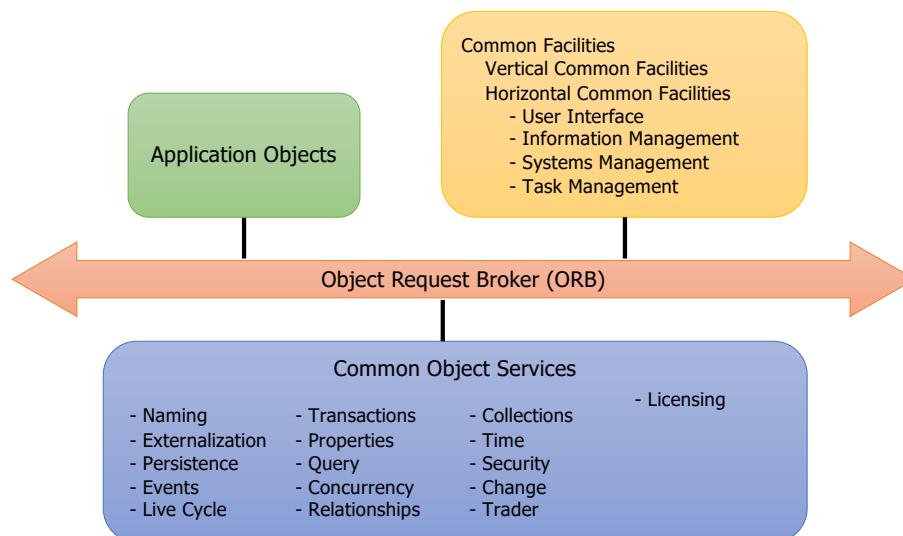 Common Facilities
Vertical Common Facilities
Horizontal Common Facilities
- User Interface
- Information Management
- Systems Management
- Task Management
Application Objects
Object Request Broker (ORB)
Common Object Services
- Naming
- Externalization
- Persistence
- Events
- Live Cycle
- Transactions
- Properties
- Query
- Concurrency
- Relationships
- Collections
- Time
- Security
- Change
- Trader
- Licensing